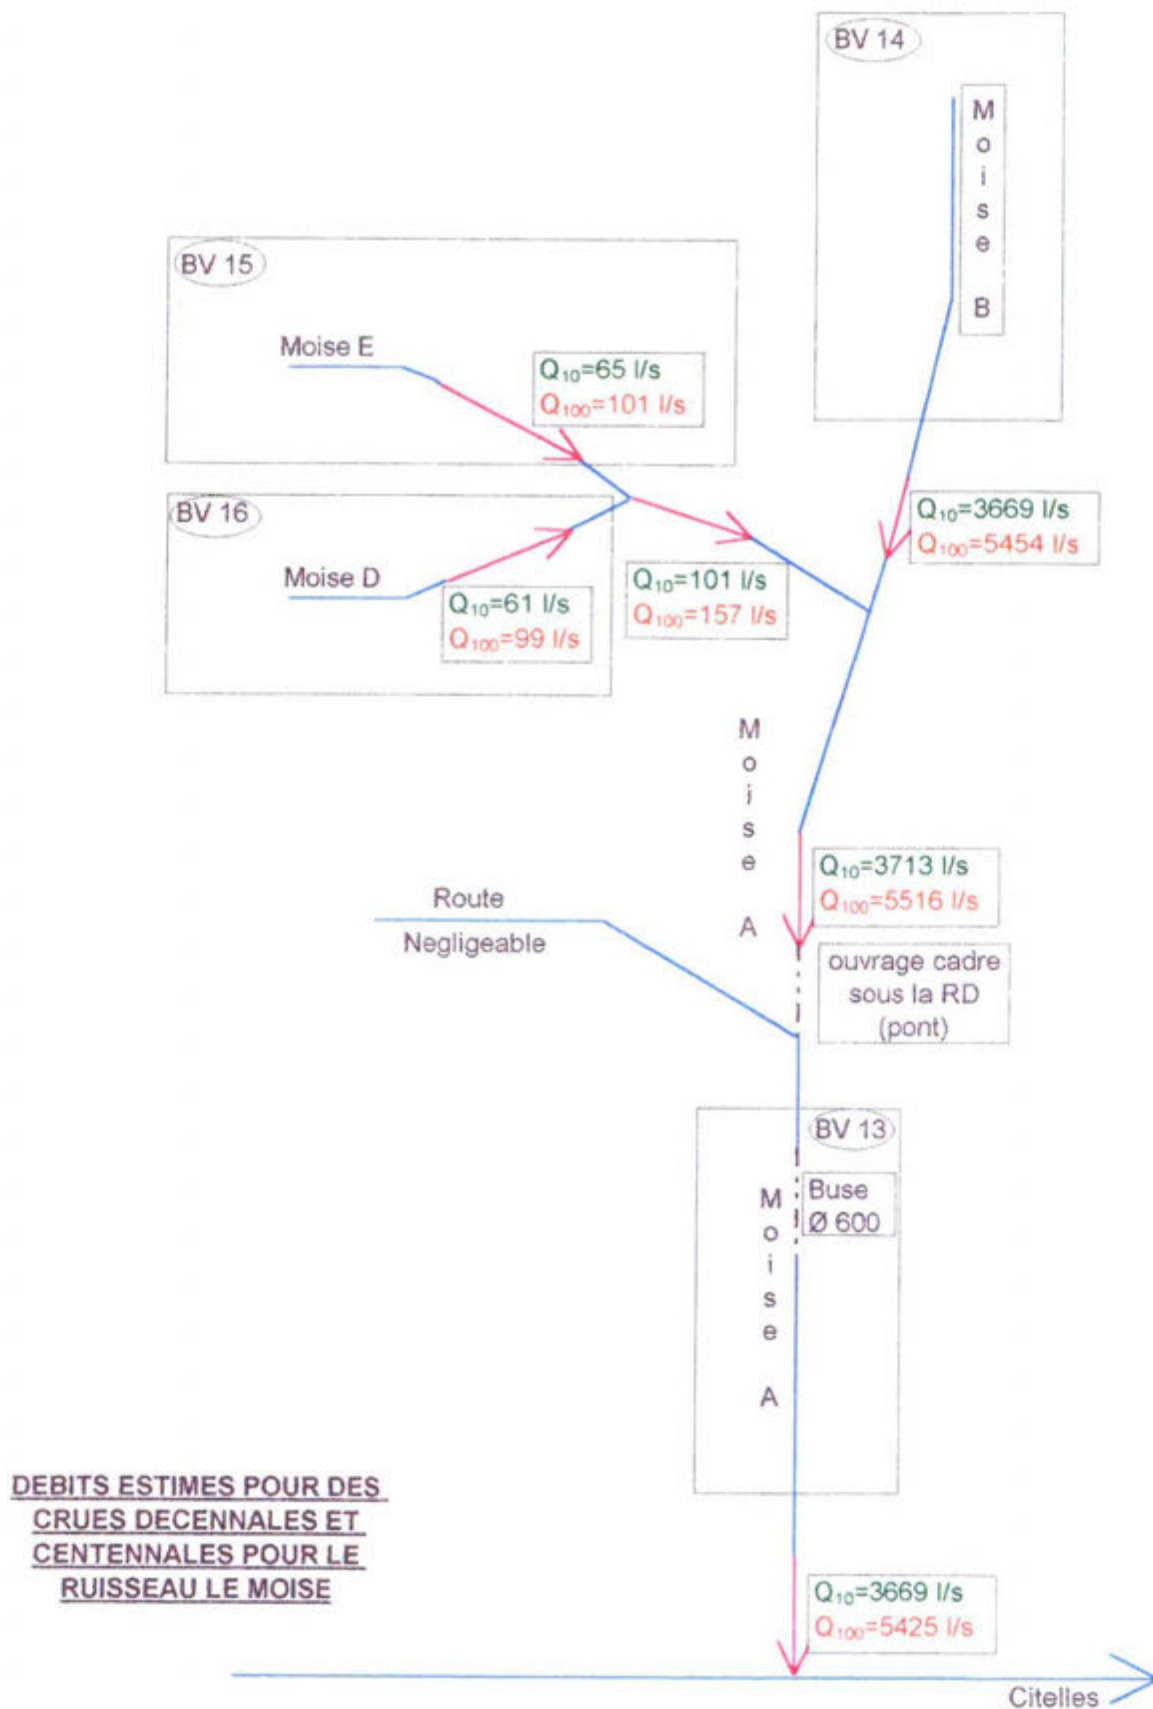 BV 14
Moise B
BV 15
Moise E
Q10=65 l/s
Q100=101 l/s
BV 16
Moise D
Q10=61 l/s
Q100=99 l/s
Q10=101 l/s
Q100=157 l/s
Q10=3669 l/s
Q100=5454 l/s
Moise A
Q10=3713 l/s
Q100=5516 l/s
Route
Negligeable
ouvrage cadre
sous la RD
(pont)
BV 13
Moise A
Buse
Ø 600
DEBITS ESTIMES POUR DES
CRUES DECENNALES ET
CENTENNALES POUR LE
RUISSEAU LE MOISE
Q10=3669 l/s
Q100=5425 l/s
Citelles